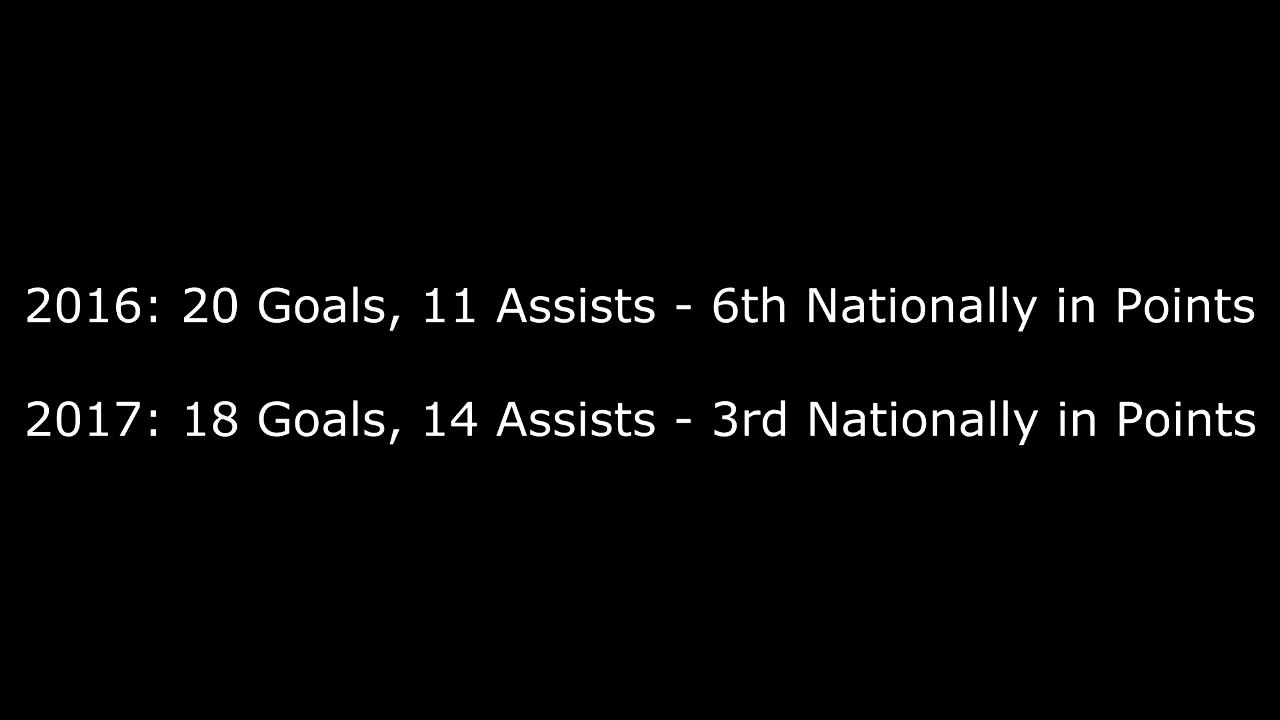 2016: 20 Goals, 11 Assists - 6th Nationally in Points
2017: 18 Goals, 14 Assists - 3rd Nationally in Points